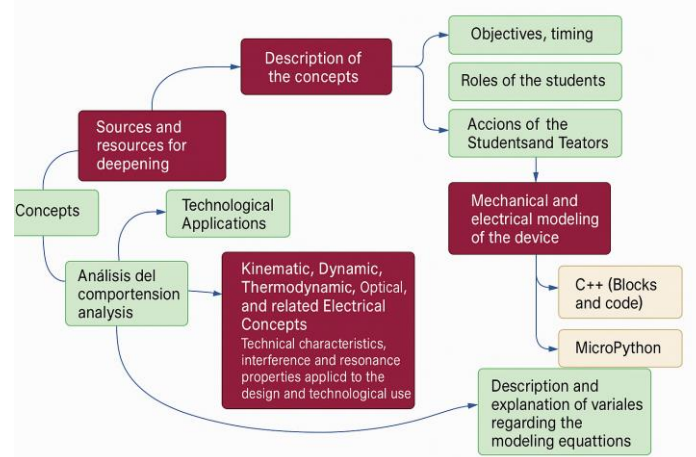 Objectives, timing
Description of
the concepts
Roles of the students
Sources and
resources for
deepening
Accions of the
Studentsand Teators
Concepts
Technological
Applications
Mechanical and
electrical modeling
of the device
Análisis del
comportension
analysis
Kinematic, Dynamic,
Thermodynamic, Optical,
and related Electrical
Concepts
Technical characteristics,
interference and resonance
properties applicd to the
design and technological use
C++ (Blocks
and code)
MicroPython
Description and
explanation of variales
regarding the
modeling equattions